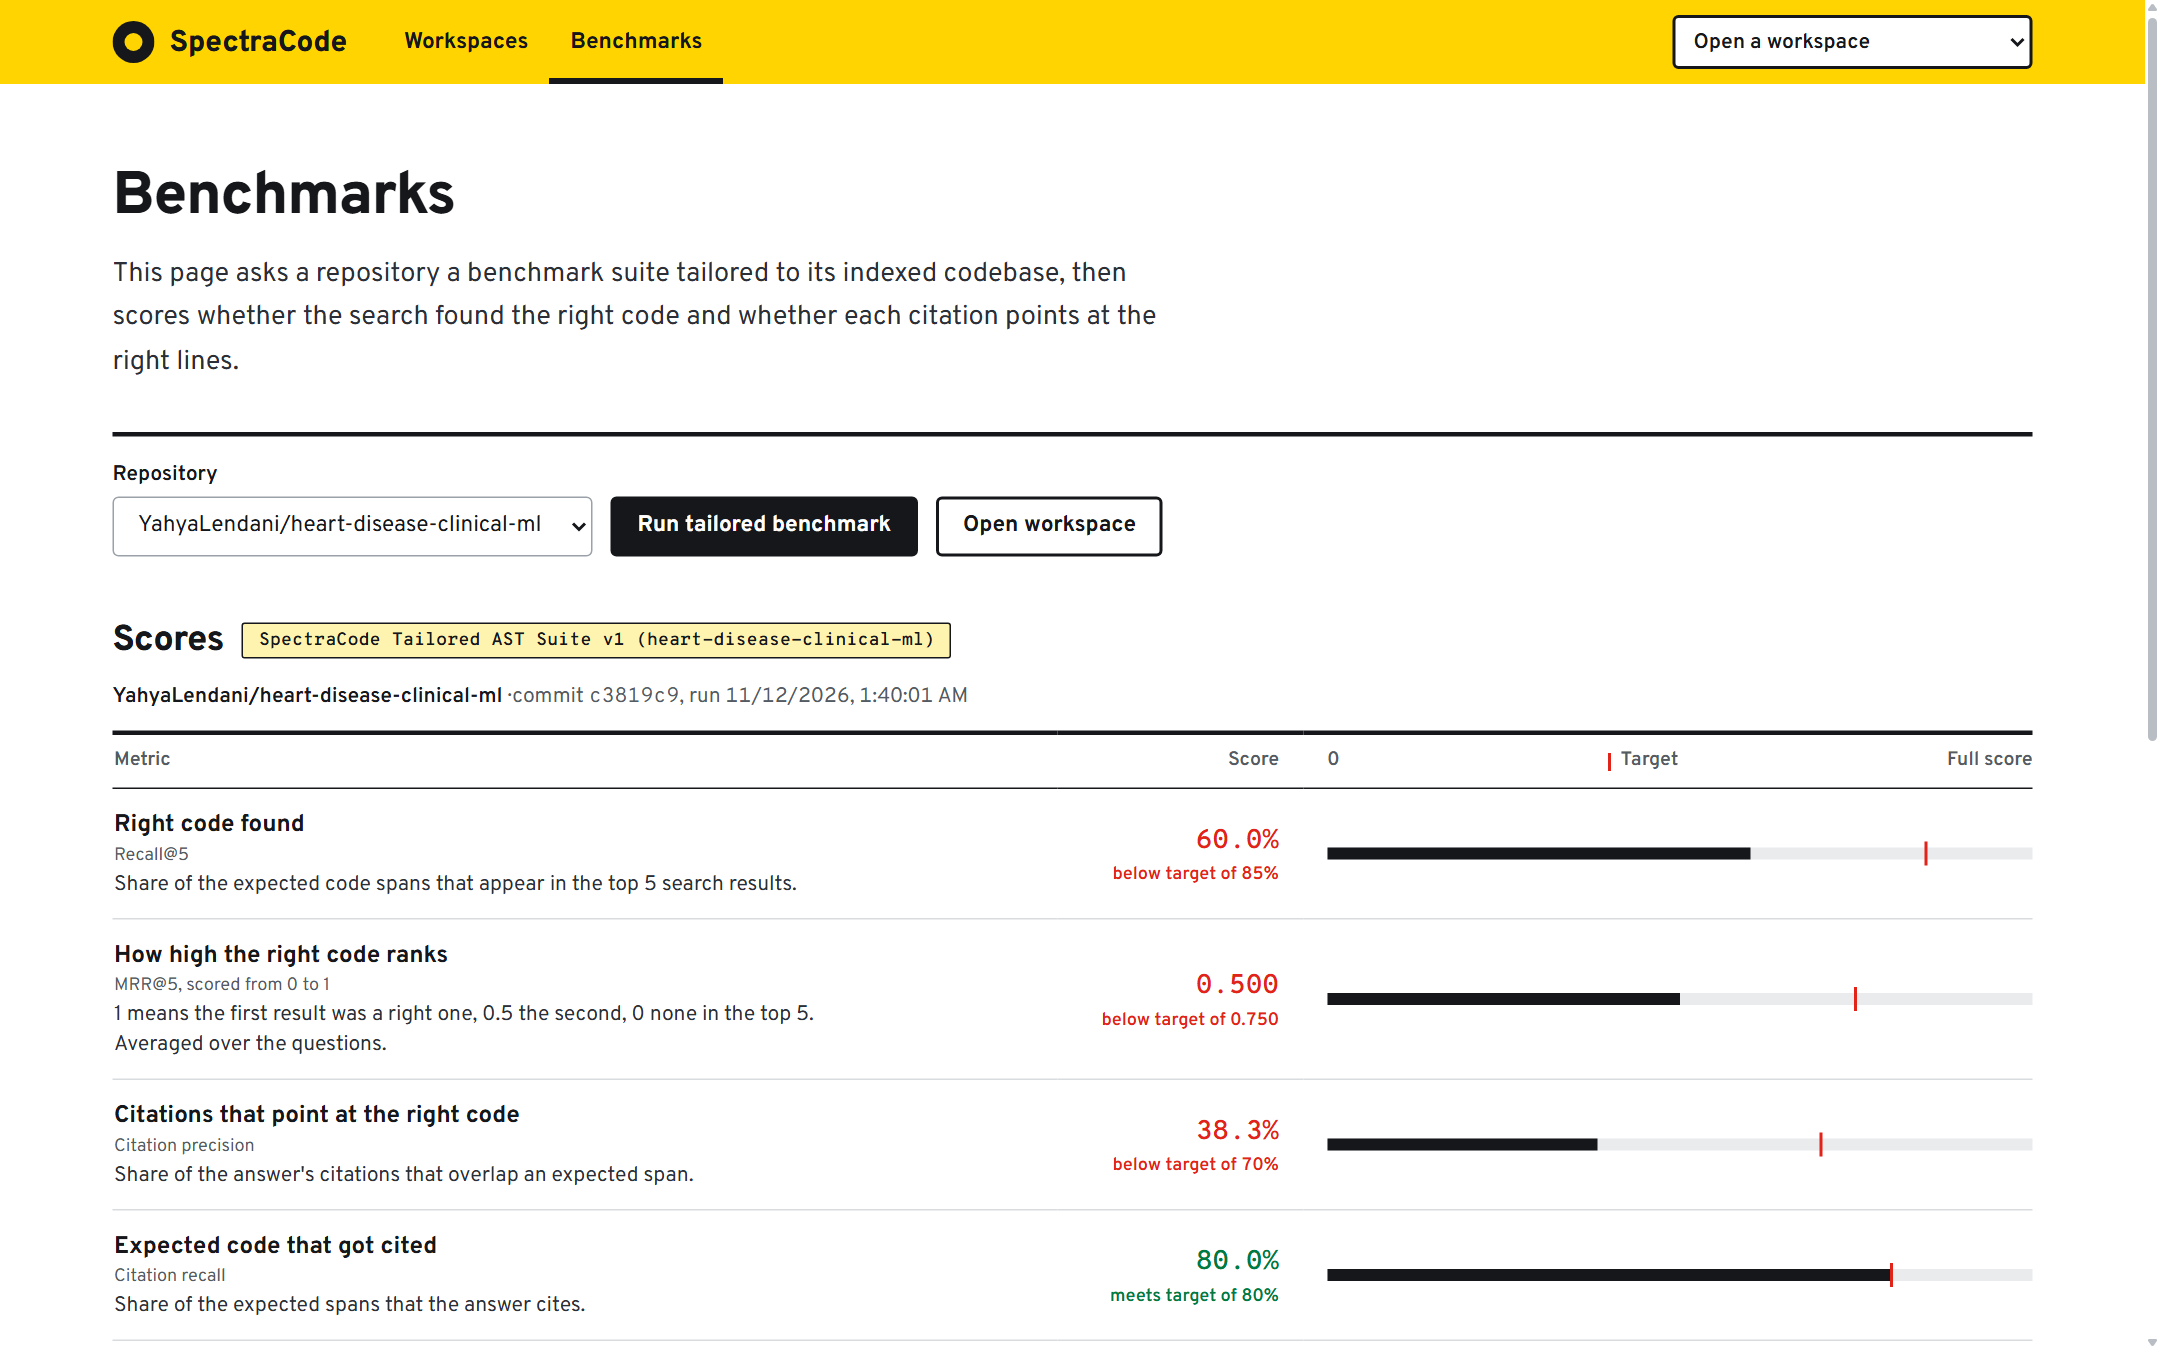 SpectraCode
Workspaces
Benchmarks
Open a workspace
Benchmarks
This page asks a repository a benchmark suite tailored to its indexed codebase, then
scores whether the search found the right code and whether each citation points at the
right lines.
Repository
YahyaLendani/heart-disease-clinical-ml
Run tailored benchmark
Open workspace
Scores
SpectraCode Tailored AST Suite v1 (heart-disease-clinical-ml)
YahyaLendani/heart-disease-clinical-ml ·commit c3819c9, run 11/12/2026, 1:40:01 AM
Metric
Score
0
Target
Full score
Right code found
Recall@5
Share of the expected code spans that appear in the top 5 search results.
60.0%
below target of 85%
How high the right code ranks
MRR@5, scored from 0 to 1
1 means the first result was a right one, 0.5 the second, 0 none in the top 5.
Averaged over the questions.
0.500
below target of 0.750
Citations that point at the right code
Citation precision
Share of the answer's citations that overlap an expected span.
38.3%
below target of 70%
Expected code that got cited
Citation recall
Share of the expected spans that the answer cites.
80.0%
meets target of 80%